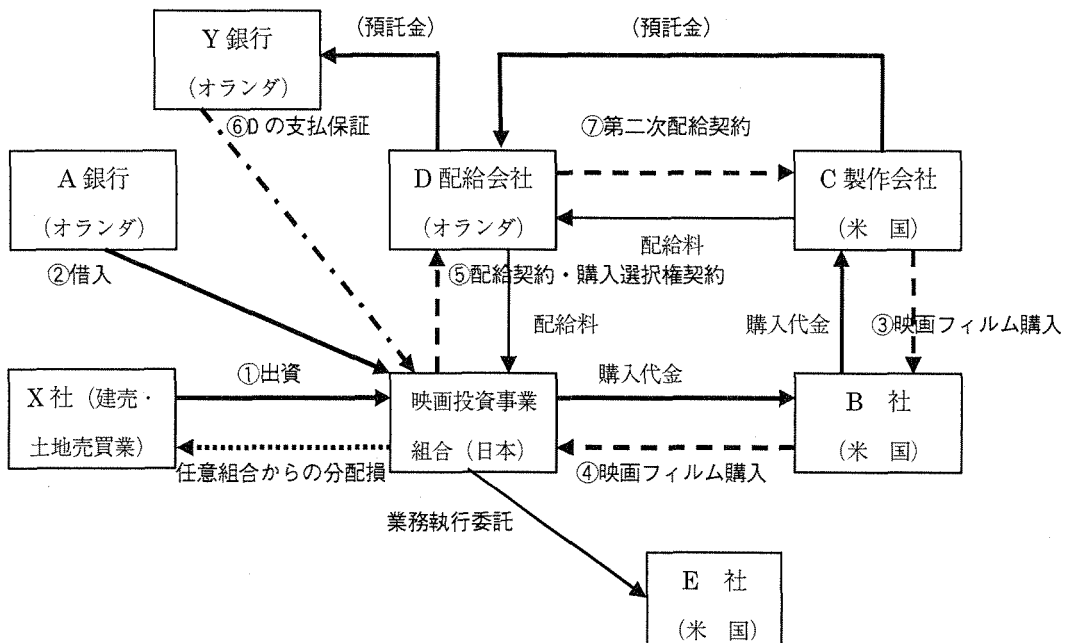 Y 銀行
(オランダ)
(預託金)
(預託金)
⑥D の支払保証
⑦第二次配給契約
A 銀行
(オランダ)
D 配給会社
(オランダ)
C 製作会社
(米 国)
配給料
②借入
⑤配給契約・購入選択権契約
配給料
購入代金
③映画フィルム購入
X 社 (建売・
土地売買業)
①出資
映画投資事業
組合 (日本)
購入代金
B 社
(米 国)
任意組合からの分配損
④映画フィルム購入
業務執行委託
E 社
(米 国)